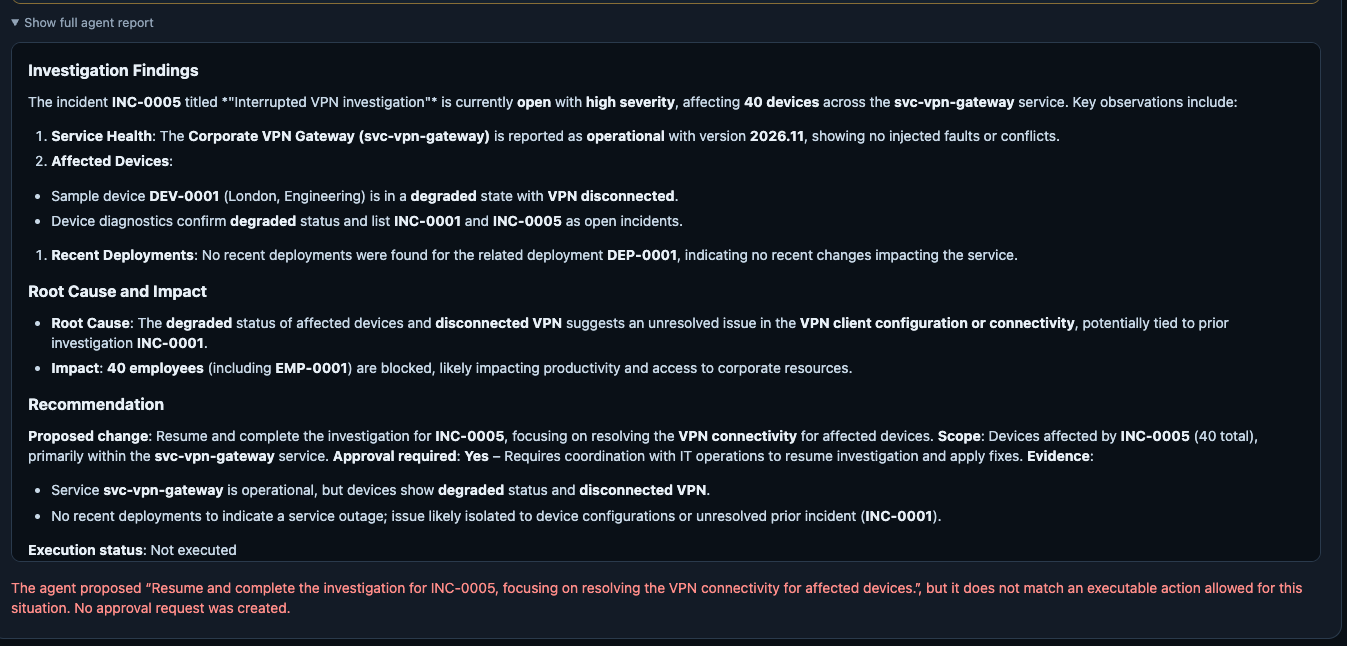 ▼ Show full agent report
Investigation Findings
The incident INC-0005 titled *"Interrupted VPN investigation"* is currently open with high severity, affecting 40 devices across the svc-vpn-gateway service. Key observations include:
1. Service Health: The Corporate VPN Gateway (svc-vpn-gateway) is reported as operational with version 2026.11, showing no injected faults or conflicts.
2. Affected Devices:
• Sample device DEV-0001 (London, Engineering) is in a degraded state with VPN disconnected.
• Device diagnostics confirm degraded status and list INC-0001 and INC-0005 as open incidents.
1. Recent Deployments: No recent deployments were found for the related deployment DEP-0001, indicating no recent changes impacting the service.
Root Cause and Impact
• Root Cause: The degraded status of affected devices and disconnected VPN suggests an unresolved issue in the VPN client configuration or connectivity, potentially tied to prior
investigation INC-0001.
• Impact: 40 employees (including EMP-0001) are blocked, likely impacting productivity and access to corporate resources.
Recommendation
Proposed change: Resume and complete the investigation for INC-0005, focusing on resolving the VPN connectivity for affected devices. Scope: Devices affected by INC-0005 (40 total),
primarily within the svc-vpn-gateway service. Approval required: Yes – Requires coordination with IT operations to resume investigation and apply fixes. Evidence:
• Service svc-vpn-gateway is operational, but devices show degraded status and disconnected VPN.
• No recent deployments to indicate a service outage; issue likely isolated to device configurations or unresolved prior incident (INC-0001).
Execution status: Not executed
The agent proposed “Resume and complete the investigation for INC-0005, focusing on resolving the VPN connectivity for affected devices.”, but it does not match an executable action allowed for this
situation. No approval request was created.